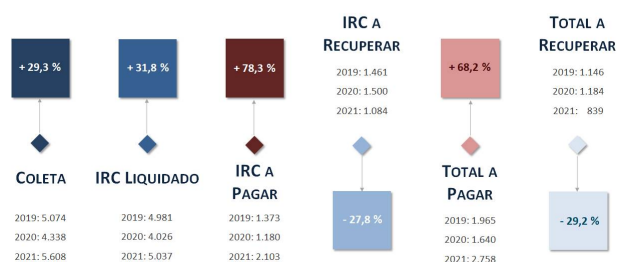 + 29,3 %
COLETA
2019: 5.074
2020: 4.338
2021: 5.608
+ 31,8 %
IRC LIQUIDADO
2019: 4.981
2020: 4.026
2021: 5.037
+ 78,3 %
IRC A
PAGAR
2019: 1.373
2020: 1.180
2021: 2.103
IRC A
RECUPERAR
2019: 1.461
2020: 1.500
2021: 1.084
- 27,8 %
+ 68,2 %
TOTAL A
PAGAR
2019: 1.965
2020: 1.640
2021: 2.758
TOTAL A
RECUPERAR
2019: 1.146
2020: 1.184
2021: 839
- 29,2 %